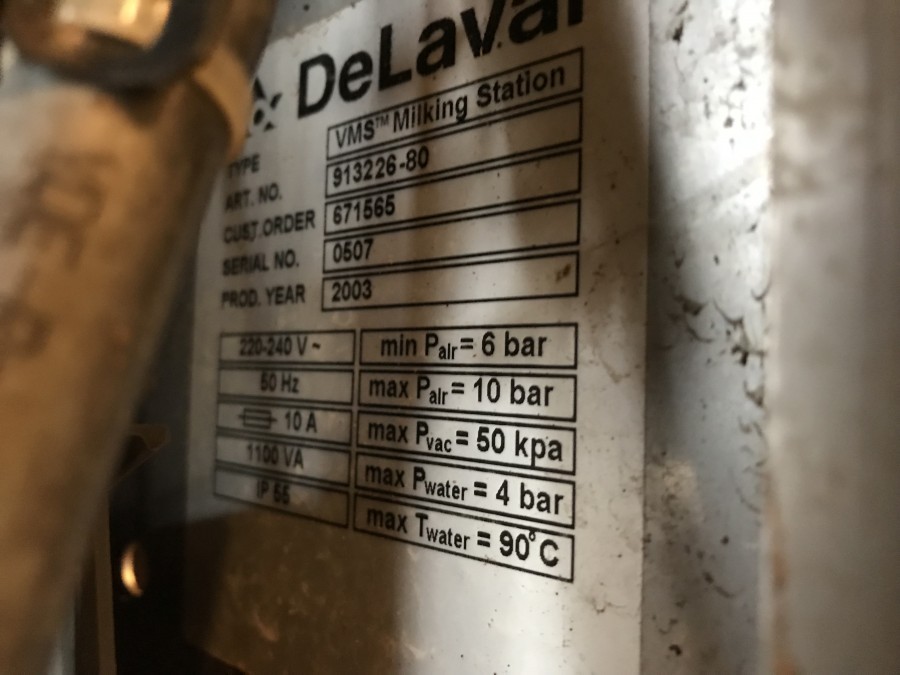 DeLaval
TYPE VMS™ Milking Station
ART. NO. 913226-80
CUST.ORDER 671565
SERIAL NO. 0507
PROD. YEAR 2003
220-240 V ~ min Pair = 6 bar
50 Hz max Pair = 10 bar
10 A max Pvac = 50 kpa
1100 VA max Pwater = 4 bar
IP 55 max Twater = 90°C